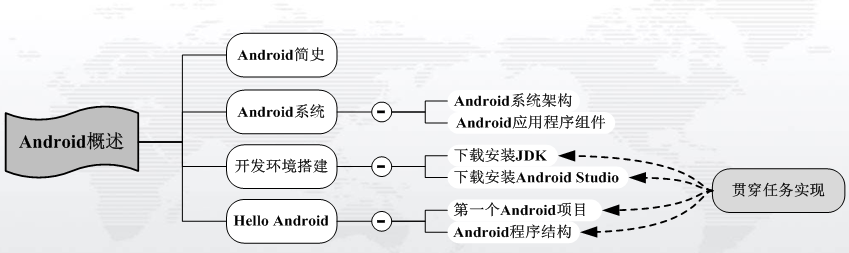 Android概述
Android简史
Android系统
Android系统架构
Android应用程序组件
开发环境搭建
下载安装JDK
下载安装Android Studio
Hello Android
第一个Android项目
Android程序结构
贯穿任务实现